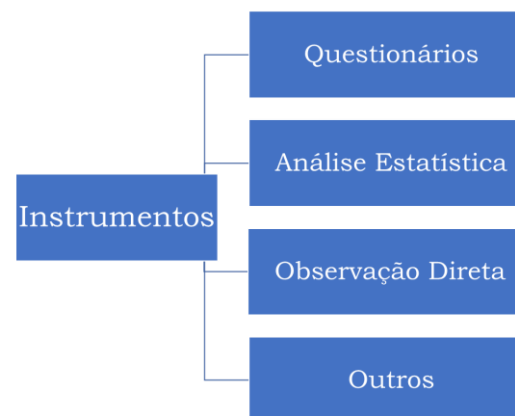 Questionários
Análise Estatística
Instrumentos
Observação Direta
Outros